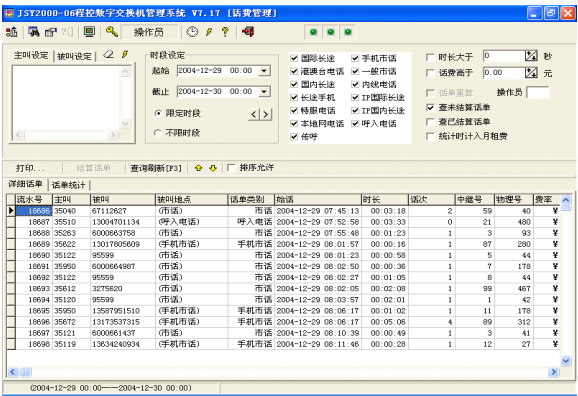 JSY2000-06程控数字交换机管理系统 V7.17 [话费管理]
操作员
主叫设定 被叫设定
时段设定
起始 2004-12-29 00:00
截止 2004-12-30 00:00
限定时段
不限时段
国际长途 手机市话
港澳台电话 一般市话
国内长途 内线电话
长途手机 IP国际长途
特服电话 IP国内长途
本地网电话 呼入电话
传呼
时长大于 0 秒
话费高于 0.00 元
话单重算 操作员
查未结算话单
查已结算话单
统计时计入月租费
打印... 结算话单 查询刷新[F3] 排序允许
详细话单 话单统计
流水号 主叫 被叫 被叫地点 话单类别 始话 时长 话次 中继号 物理号 费率
18686 35040 67112627 (市话) 市话 2004-12-29 07:45:13 00:03:18 2 59 40 ¥
18687 35510 13004701134 (呼入电话) 呼入电话 2004-12-29 07:52:58 00:03:33 0 21 480 ¥
18688 35263 6000663758 (市话) 市话 2004-12-29 07:55:48 00:01:23 1 3 93 ¥
18689 35622 13017805609 (手机市话) 手机市话 2004-12-29 08:01:57 00:00:16 1 87 280 ¥
18690 35122 95599 (市话) 市话 2004-12-29 08:01:23 00:00:58 1 5 44 ¥
18691 35950 6000664987 (市话) 市话 2004-12-29 08:02:50 00:00:36 1 7 178 ¥
18692 35122 95559 (市话) 市话 2004-12-29 08:02:27 00:01:05 1 8 44 ¥
18693 35612 3275620 (市话) 市话 2004-12-29 08:02:05 00:02:08 1 99 467 ¥
18694 35120 95599 (市话) 市话 2004-12-29 08:03:57 00:02:01 1 1 42 ¥
18695 35950 13587951510 (手机市话) 手机市话 2004-12-29 08:06:17 00:01:02 1 11 178 ¥
18696 35672 13173537315 (手机市话) 手机市话 2004-12-29 08:06:17 00:05:06 4 89 312 ¥
18697 35121 6000661437 (市话) 市话 2004-12-29 08:10:39 00:00:49 1 3 41 ¥
18698 35119 13634240934 (手机市话) 手机市话 2004-12-29 08:11:46 00:00:28 1 12 27 ¥
(2004-12-29 00:00——2004-12-30 00:00)